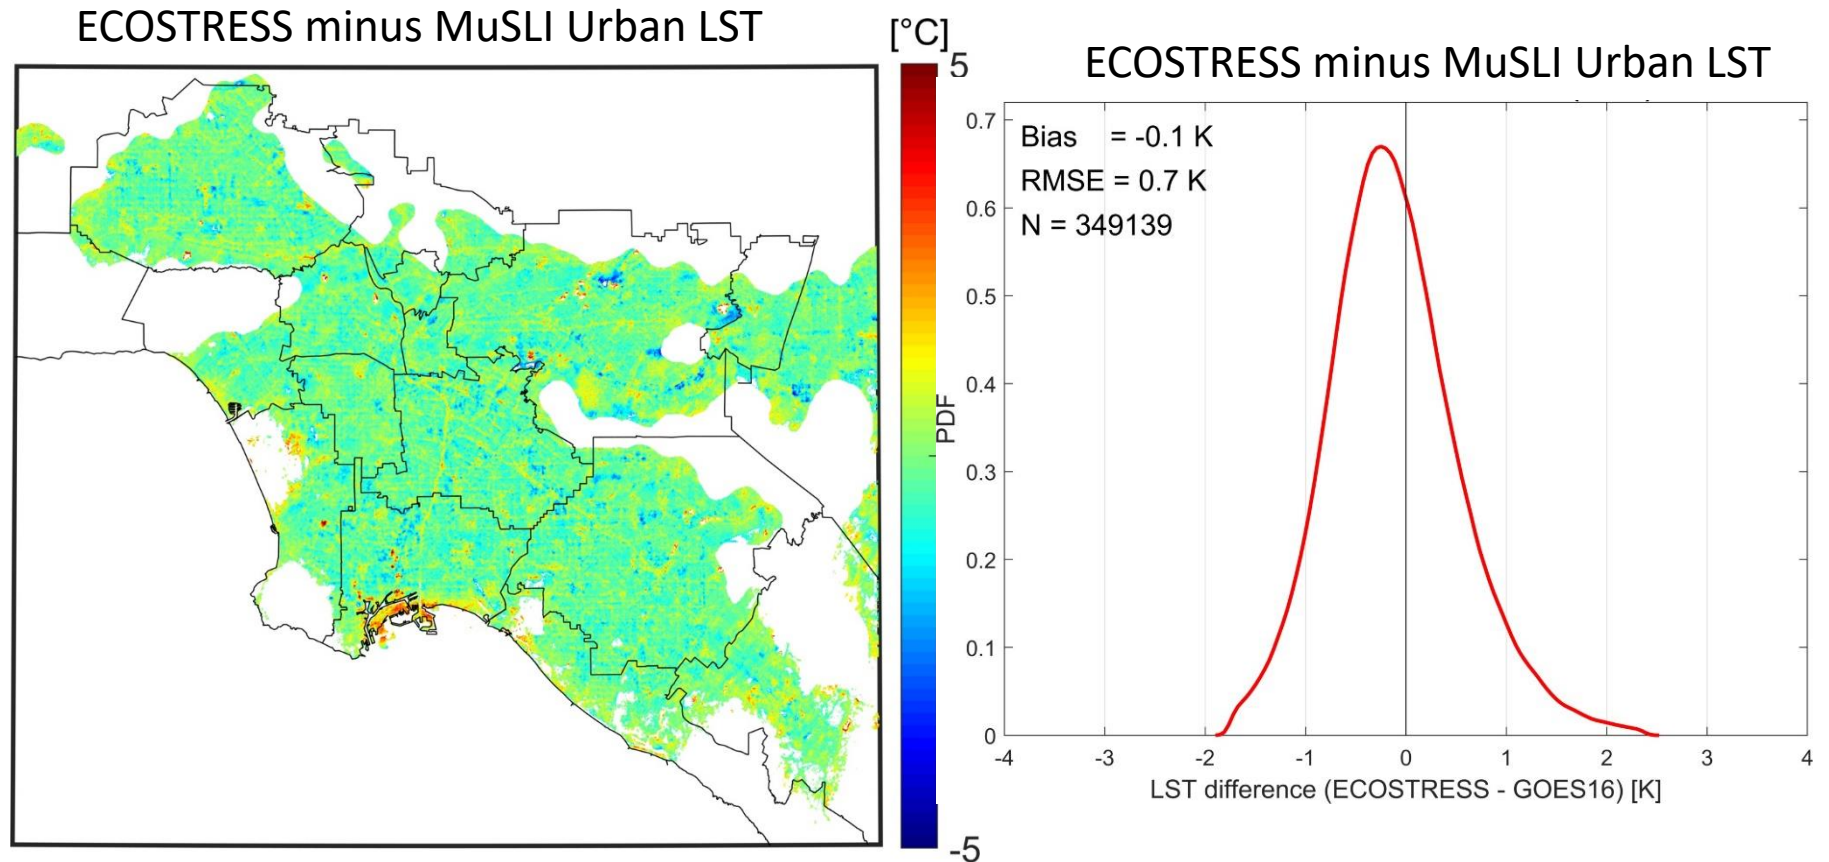 ECOSTRESS minus MuSLI Urban LST
[°C]
5
-5
ECOSTRESS minus MuSLI Urban LST
Bias = -0.1 K
RMSE = 0.7 K
N = 349139
PDF
0.7
0.6
0.5
0.4
0.3
0.2
0.1
0
-4 -3 -2 -1 0 1 2 3 4
LST difference (ECOSTRESS - GOES16) [K]